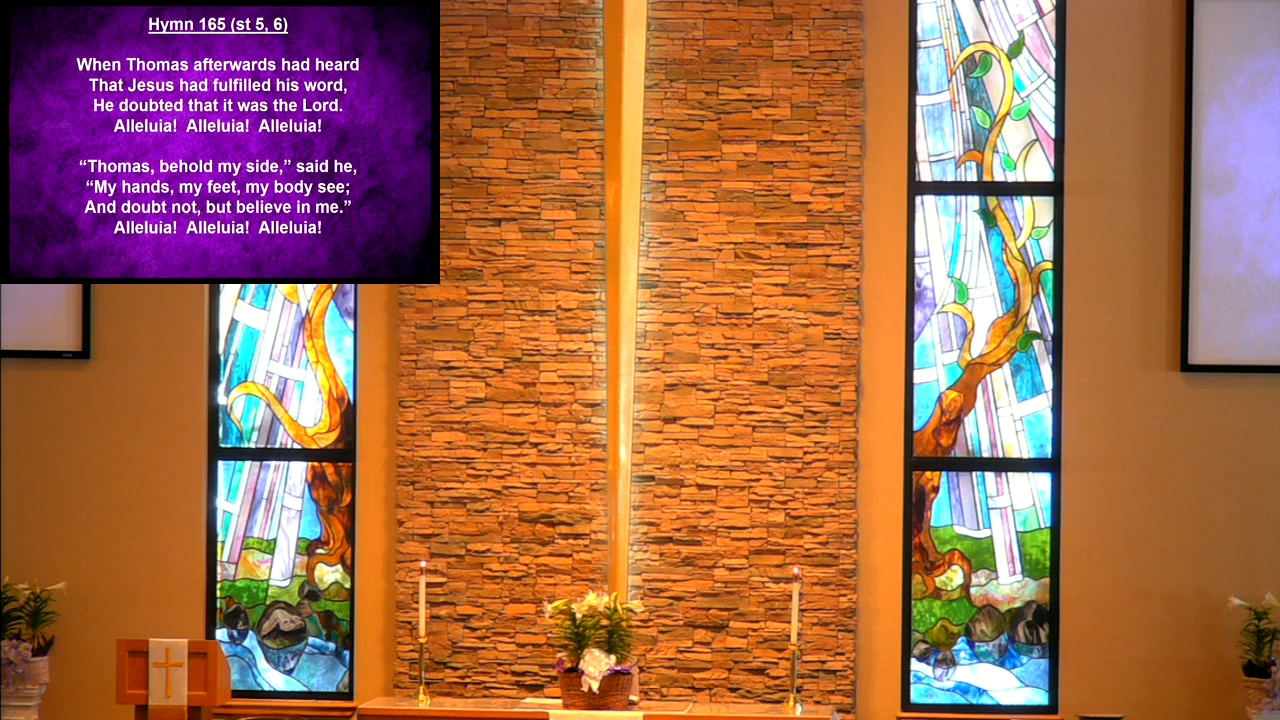 Hymn 165 (st 5, 6)
When Thomas afterwards had heard
That Jesus had fulfilled his word,
He doubted that it was the Lord.
Alleluia!  Alleluia!  Alleluia!
“Thomas, behold my side,” said he,
“My hands, my feet, my body see;
And doubt not, but believe in me.”
Alleluia!  Alleluia!  Alleluia!